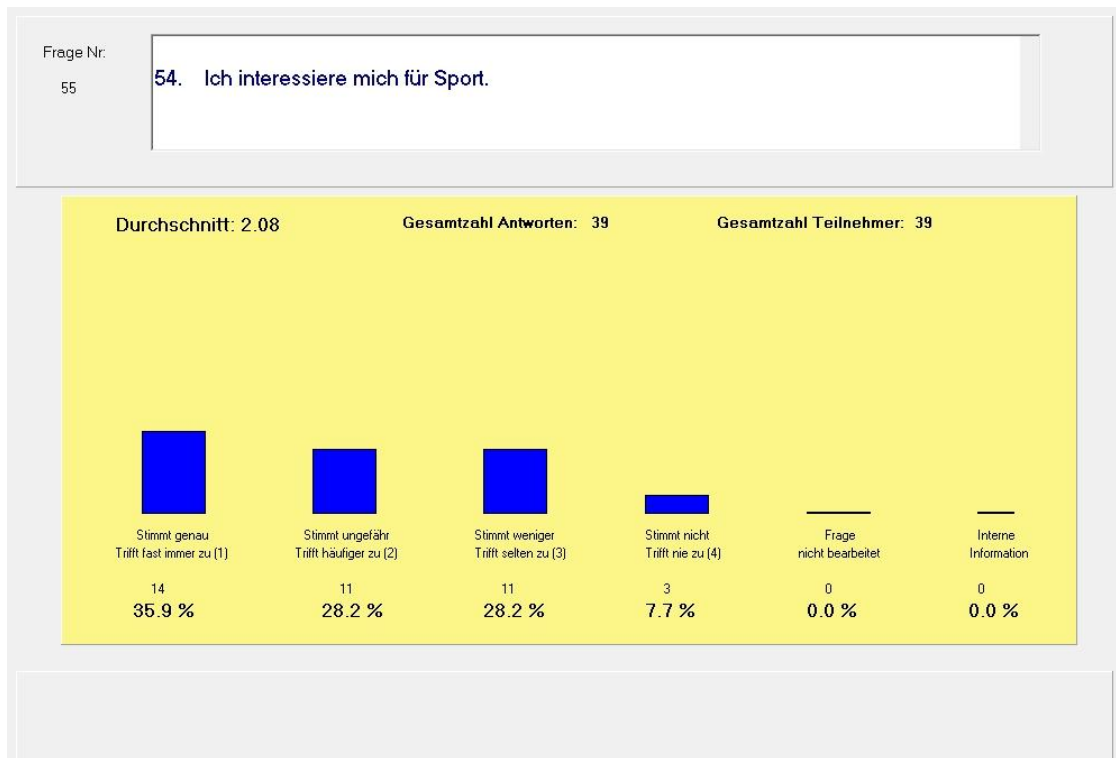 Frage Nr:
55
54. Ich interessiere mich für Sport.
Durchschnitt: 2.08 Gesamtzahl Antworten: 39 Gesamtzahl Teilnehmer: 39
Stimmt genau
Trifft fast immer zu (1)
14
35.9 %
Stimmt ungefähr
Trifft häufiger zu (2)
11
28.2 %
Stimmt weniger
Trifft selten zu (3)
11
28.2 %
Stimmt nicht
Trifft nie zu (4)
3
7.7 %
Frage
nicht bearbeitet
0
0.0 %
Interne
Information
0
0.0 %